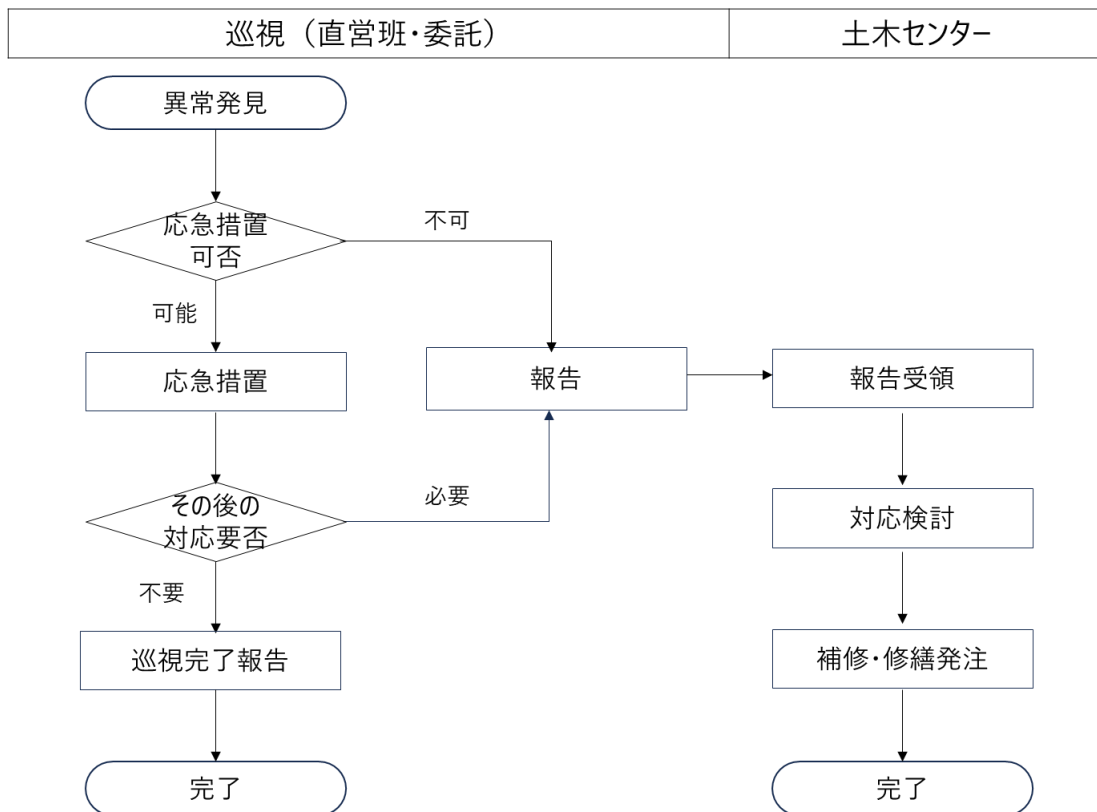 巡視（直営班・委託）
土木センター
異常発見
応急措置
可否
不可
可能
応急措置
報告
報告受領
その後の
対応要否
必要
対応検討
不要
巡視完了報告
補修・修繕発注
完了
完了